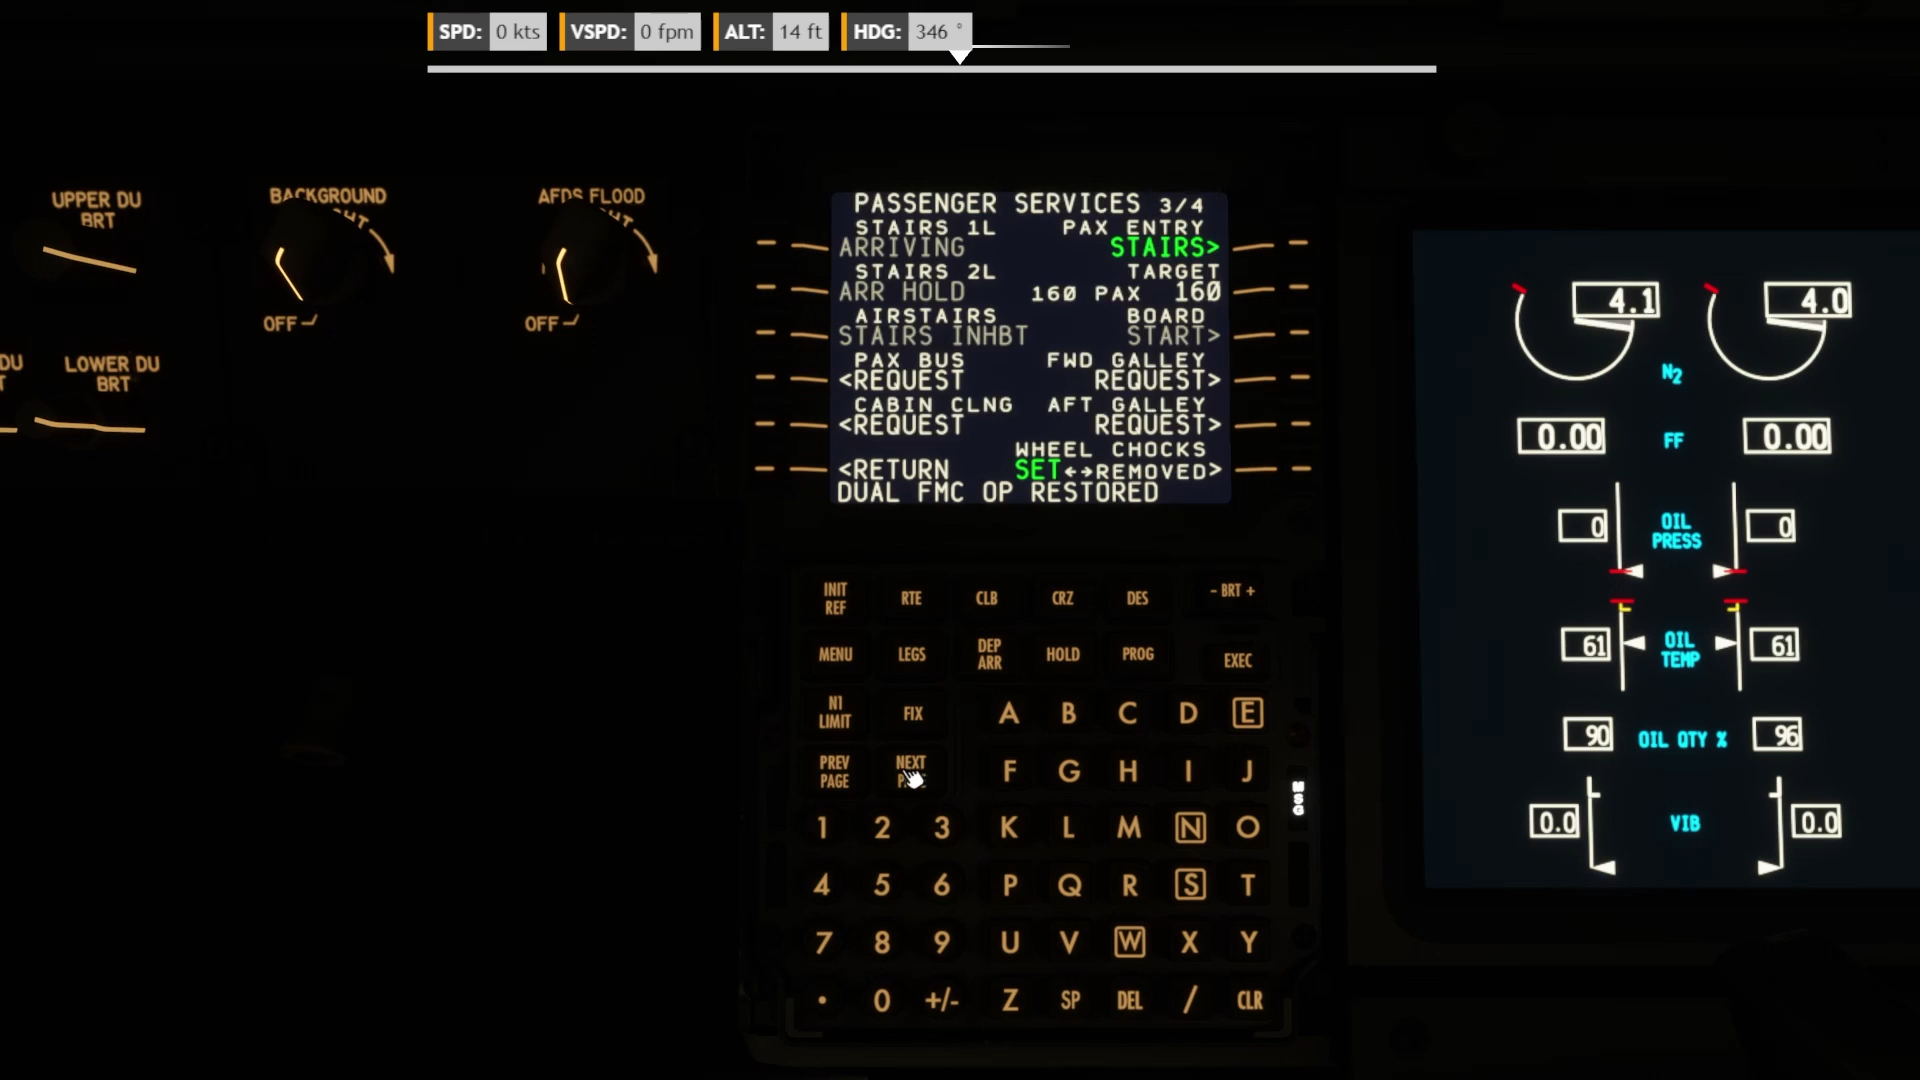 SPD: 0 kts VSPD: 0 fpm ALT: 14 ft HDG: 346 °
UPPER DU
BRT
BACKGROUND
OFF
AFDS FLOOD
OFF
LOWER DU
BRT
DU
PASSENGER SERVICES 3/4
STAIRS 1L PAX ENTRY
ARRIVING STAIRS>
STAIRS 2L TARGET
ARR HOLD 160 PAX 160
AIRSTAIRS BOARD
STAIRS INHBT START>
PAX BUS FWD GALLEY
<REQUEST REQUEST>
CABIN CLNG AFT GALLEY
<REQUEST REQUEST>
WHEEL CHOCKS
<RETURN SET←→REMOVED>
DUAL FMC OP RESTORED
INIT REF RTE CLB CRZ DES - BRT +
MENU LEGS DEP ARR HOLD PROG EXEC
N1 LIMIT FIX A B C D E
PREV PAGE NEXT F G H I J
MSG
1 2 3 K L M N O
4 5 6 P Q R S T
7 8 9 U V W X Y
. 0 +/- Z SP DEL / CLR
4.1 4.0
N2
0.00 FF 0.00
0 OIL PRESS 0
61 OIL TEMP 61
90 OIL QTY % 96
0.0 VIB 0.0